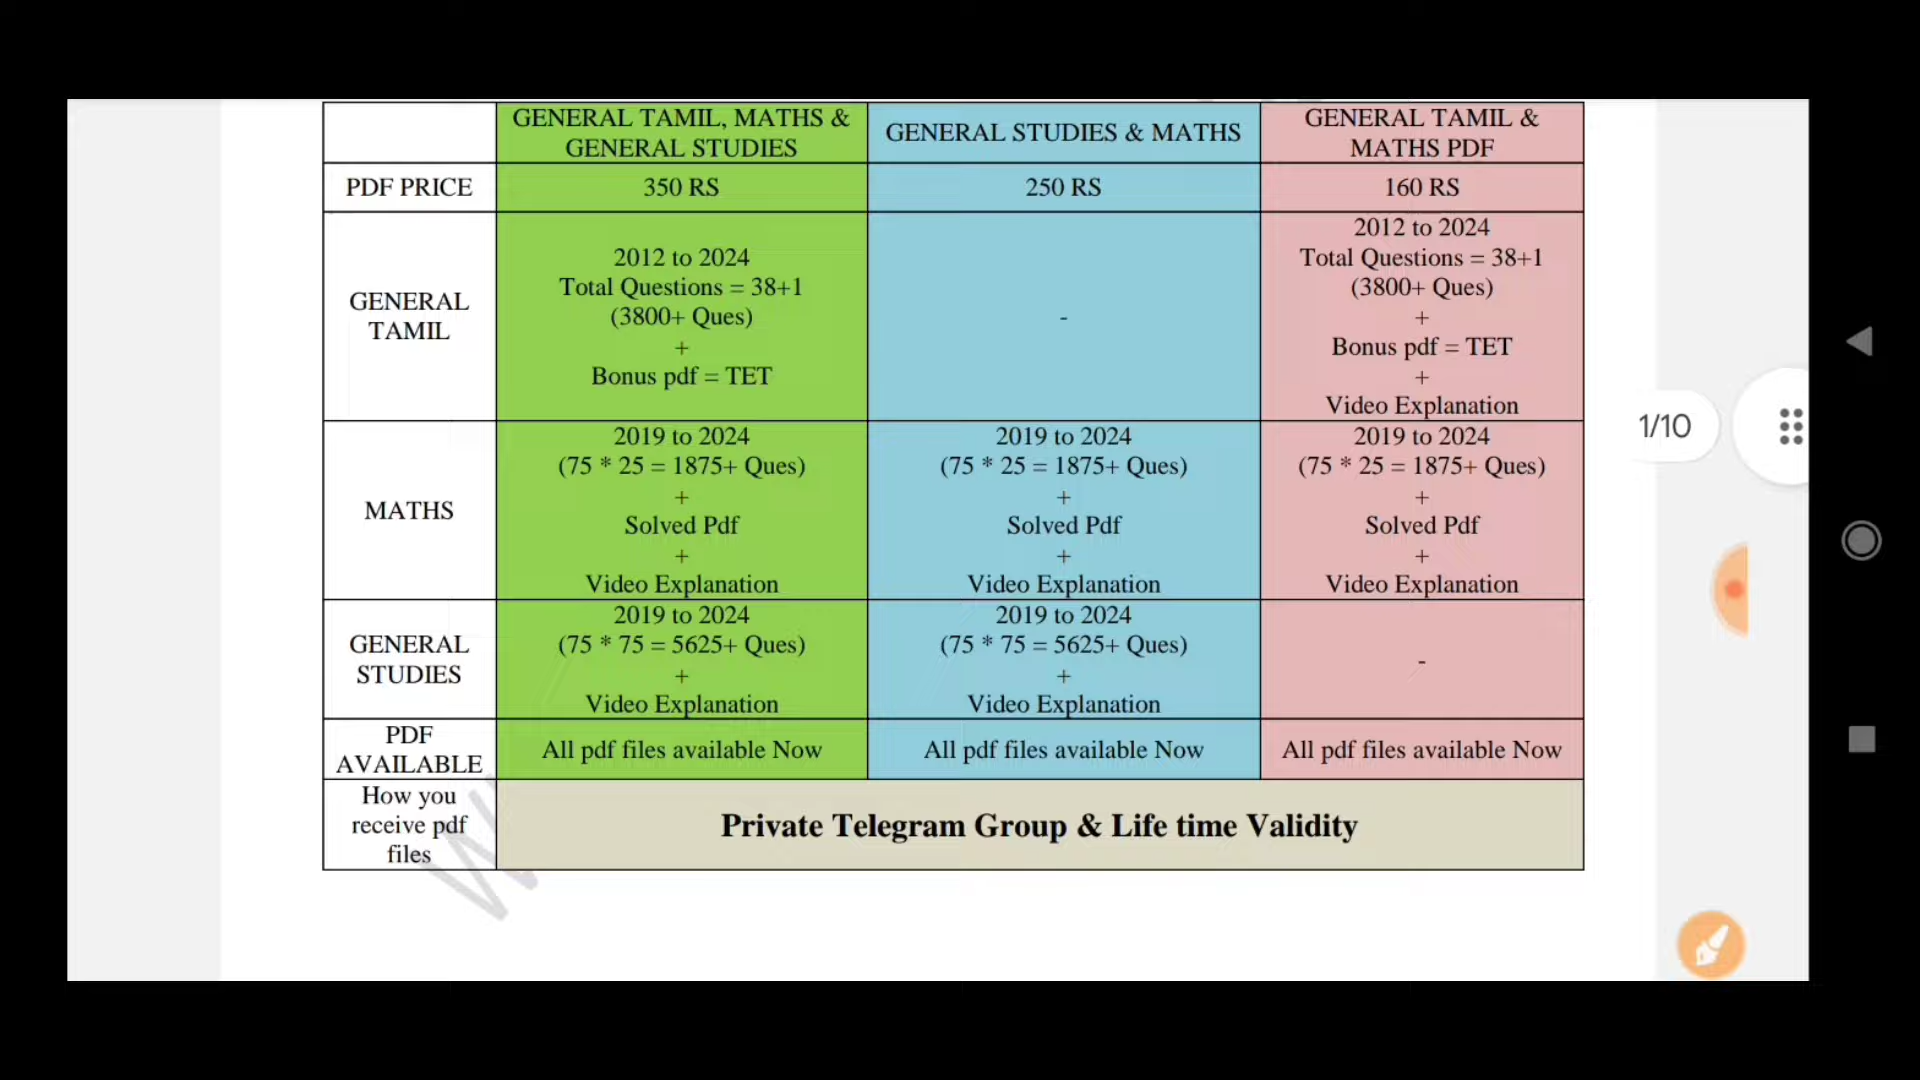 GENERAL TAMIL, MATHS &
GENERAL STUDIES
GENERAL STUDIES & MATHS
GENERAL TAMIL &
MATHS PDF
PDF PRICE
350 RS
250 RS
160 RS
GENERAL
TAMIL
2012 to 2024
Total Questions = 38+1
(3800+ Ques)
+
Bonus pdf = TET
-
2012 to 2024
Total Questions = 38+1
(3800+ Ques)
+
Bonus pdf = TET
+
Video Explanation
MATHS
2019 to 2024
(75 * 25 = 1875+ Ques)
+
Solved Pdf
+
Video Explanation
2019 to 2024
(75 * 25 = 1875+ Ques)
+
Solved Pdf
+
Video Explanation
2019 to 2024
(75 * 25 = 1875+ Ques)
+
Solved Pdf
+
Video Explanation
GENERAL
STUDIES
2019 to 2024
(75 * 75 = 5625+ Ques)
+
Video Explanation
2019 to 2024
(75 * 75 = 5625+ Ques)
+
Video Explanation
-
PDF
AVAILABLE
All pdf files available Now
All pdf files available Now
All pdf files available Now
How you
receive pdf
files
Private Telegram Group & Life time Validity
1/10